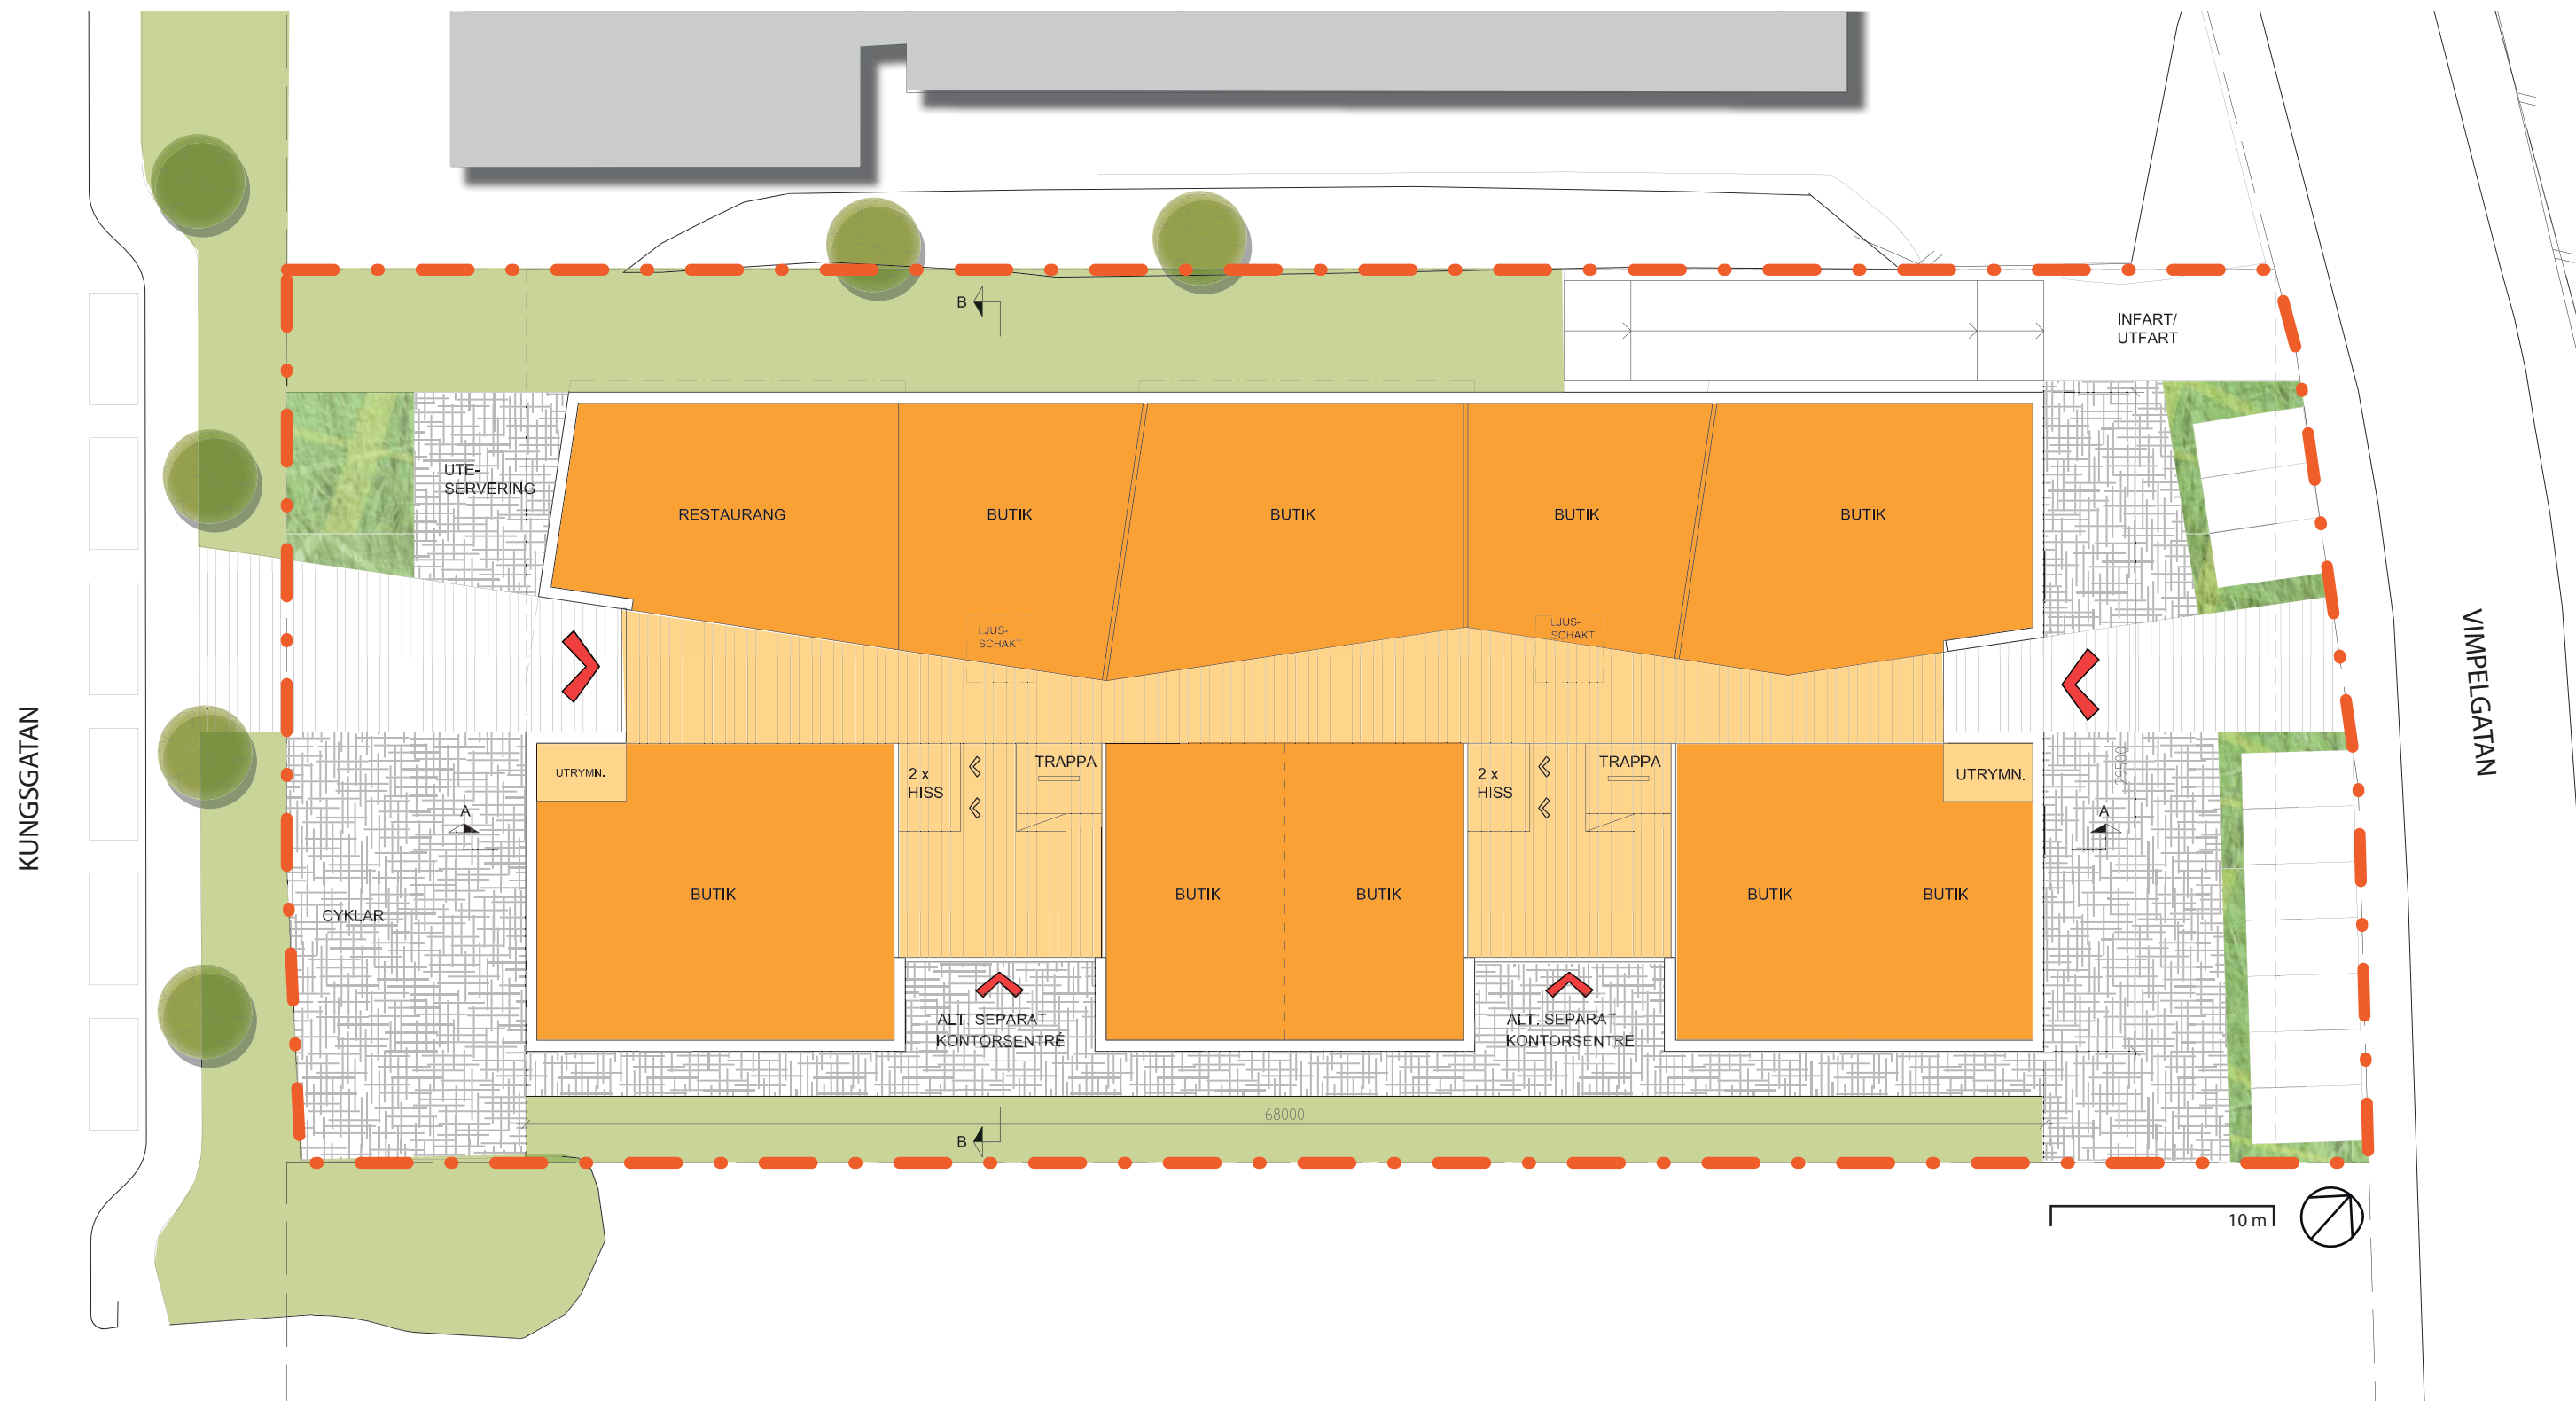 B
INFART/
UTFART
UTE-
SERVERING
RESTAURANG
BUTIK
BUTIK
BUTIK
BUTIK
LJUS-
SCHAKT
LJUS-
SCHAKT
KUNGSGATAN
VIMPELGATAN
UTRYMN.
2 x
HISS
TRAPPA
2 x
HISS
TRAPPA
UTRYMN.
29500
A
A
CYKLAR
BUTIK
BUTIK
BUTIK
BUTIK
BUTIK
ALT. SEPARAT
KONTORSENTRÉ
ALT. SEPARAT
KONTORSENTRÉ
68000
B
10 m